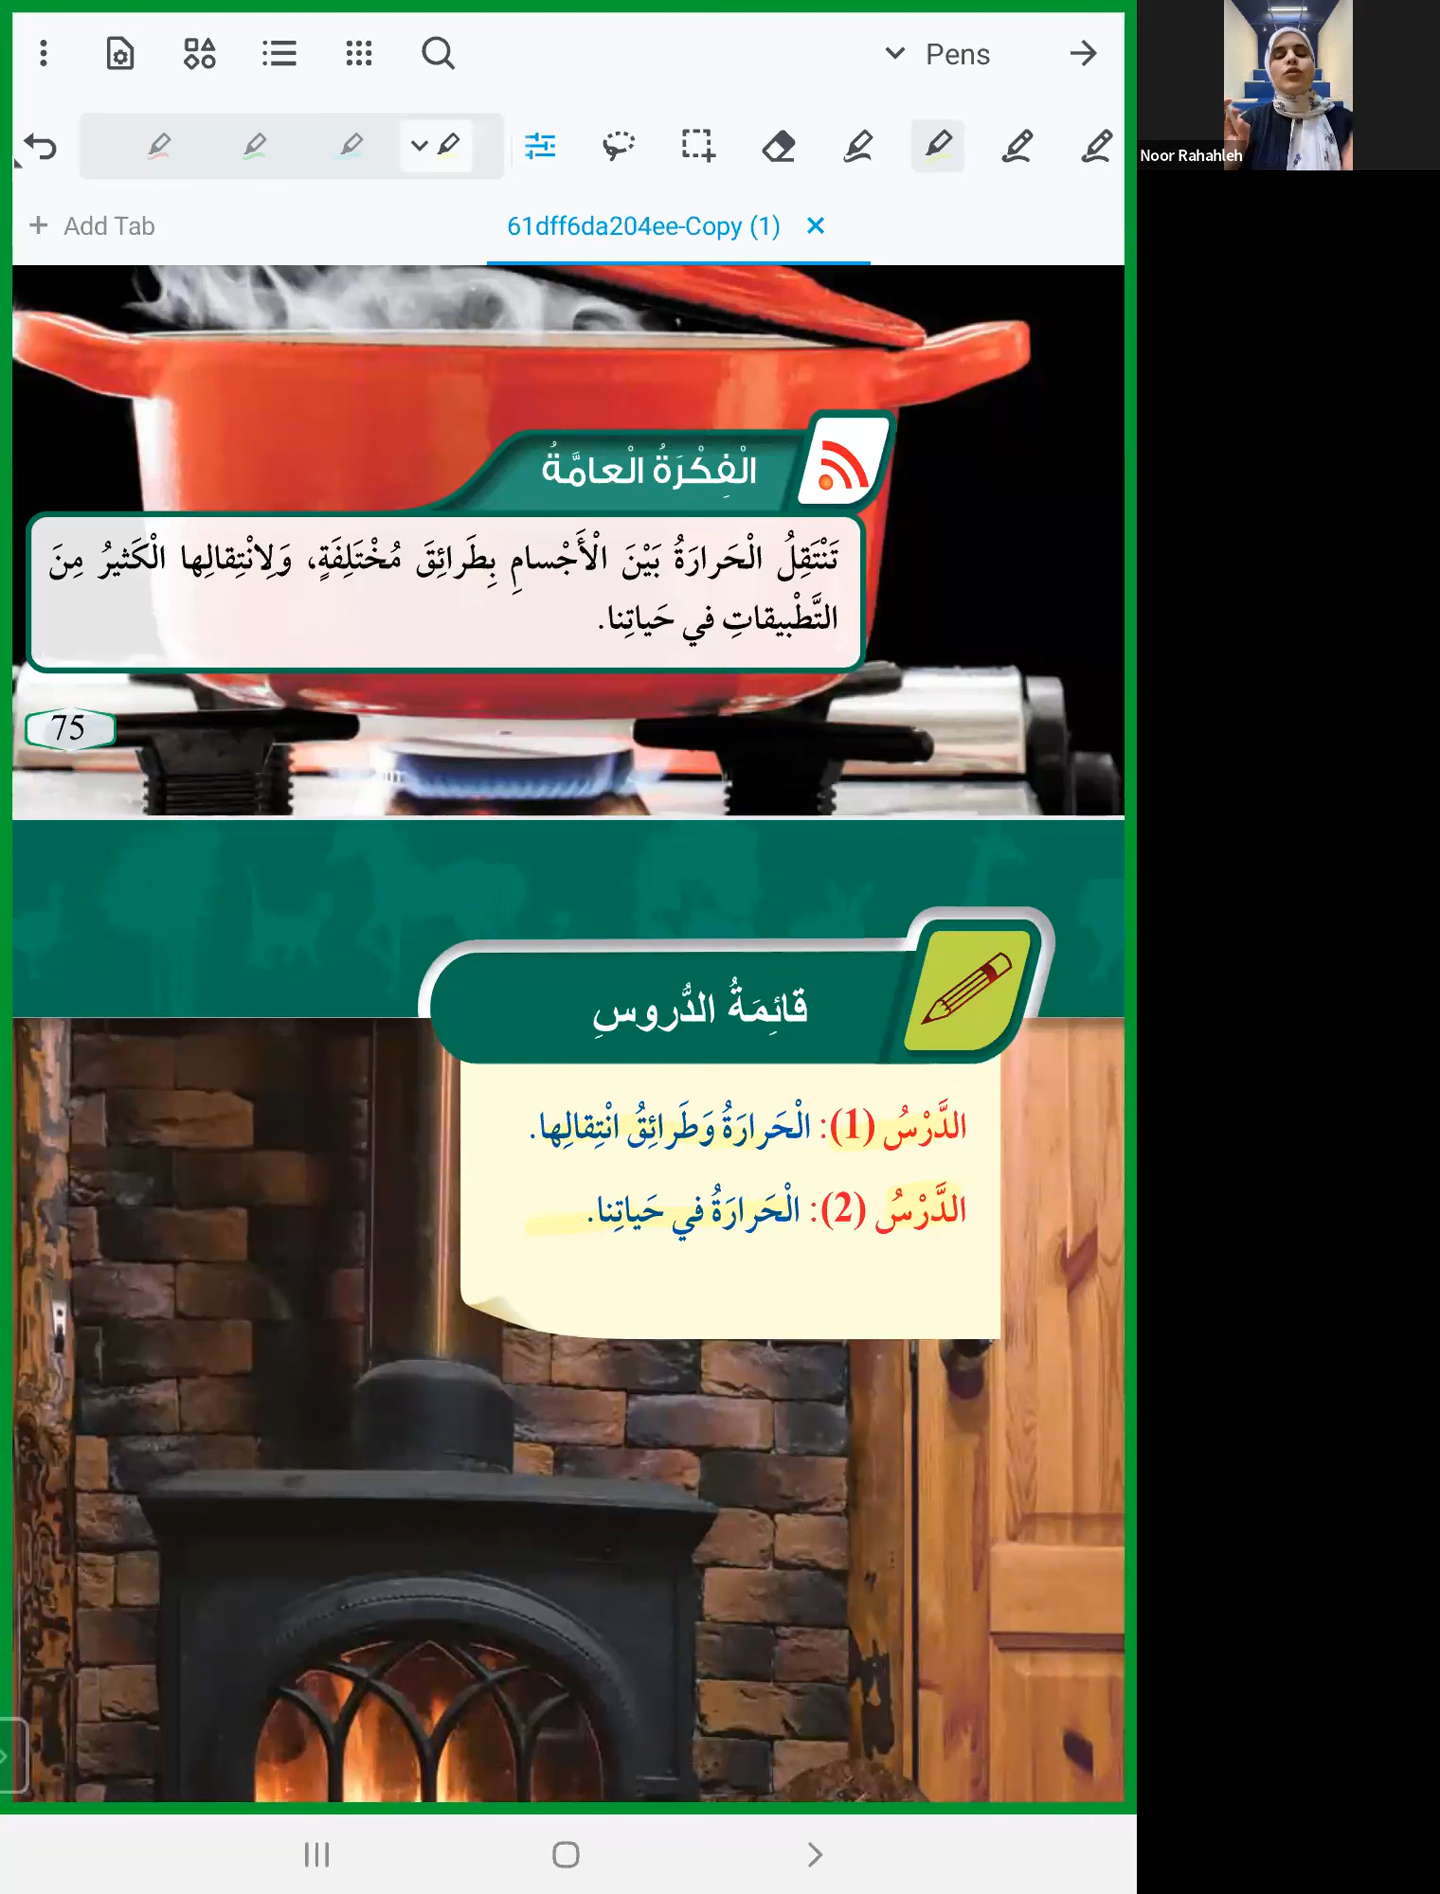 Pens
Noor Rahahleh
+ Add Tab
61dff6da204ee-Copy (1) ×
الْفِكْرَةُ الْعامَّةُ
تَنْتَقِلُ الْحَرارَةُ بَيْنَ الْأَجْسامِ بِطَرائِقَ مُخْتَلِفَةٍ، وَلِانْتِقالِها الْكَثيرُ مِنَ
التَّطْبيقاتِ في حَياتِنا.
75
قائِمَةُ الدُّروسِ
الدَّرْسُ (1): الْحَرارَةُ وَطَرائِقُ انْتِقالِها.
الدَّرْسُ (2): الْحَرارَةُ في حَياتِنا.